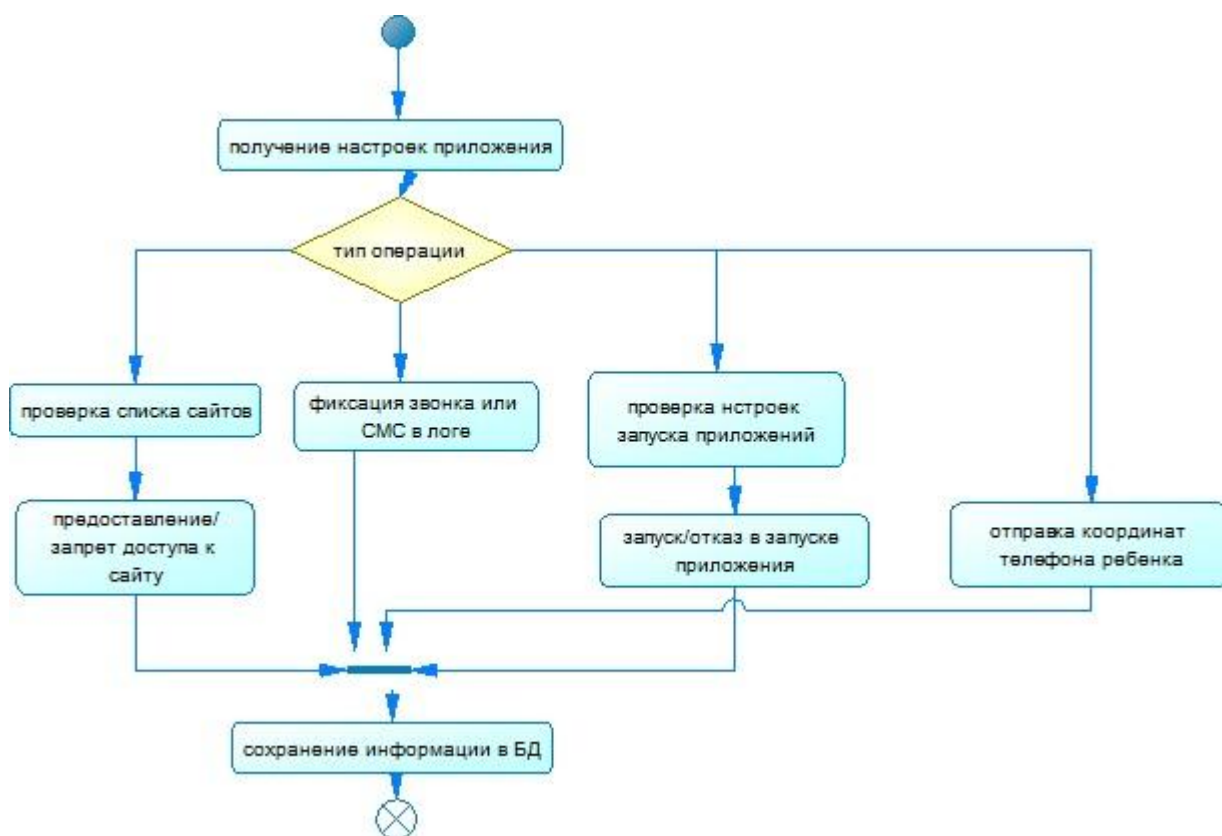 получение настроек приложения
тип операции
проверка списка сайтов
фиксация звонка или
СМС в логе
проверка нстроек
запуска приложений
предоставление/
запрет доступа к
сайту
запуск/отказ в запуске
приложения
отправка координат
телефона ребенка
сохранение информации в БД